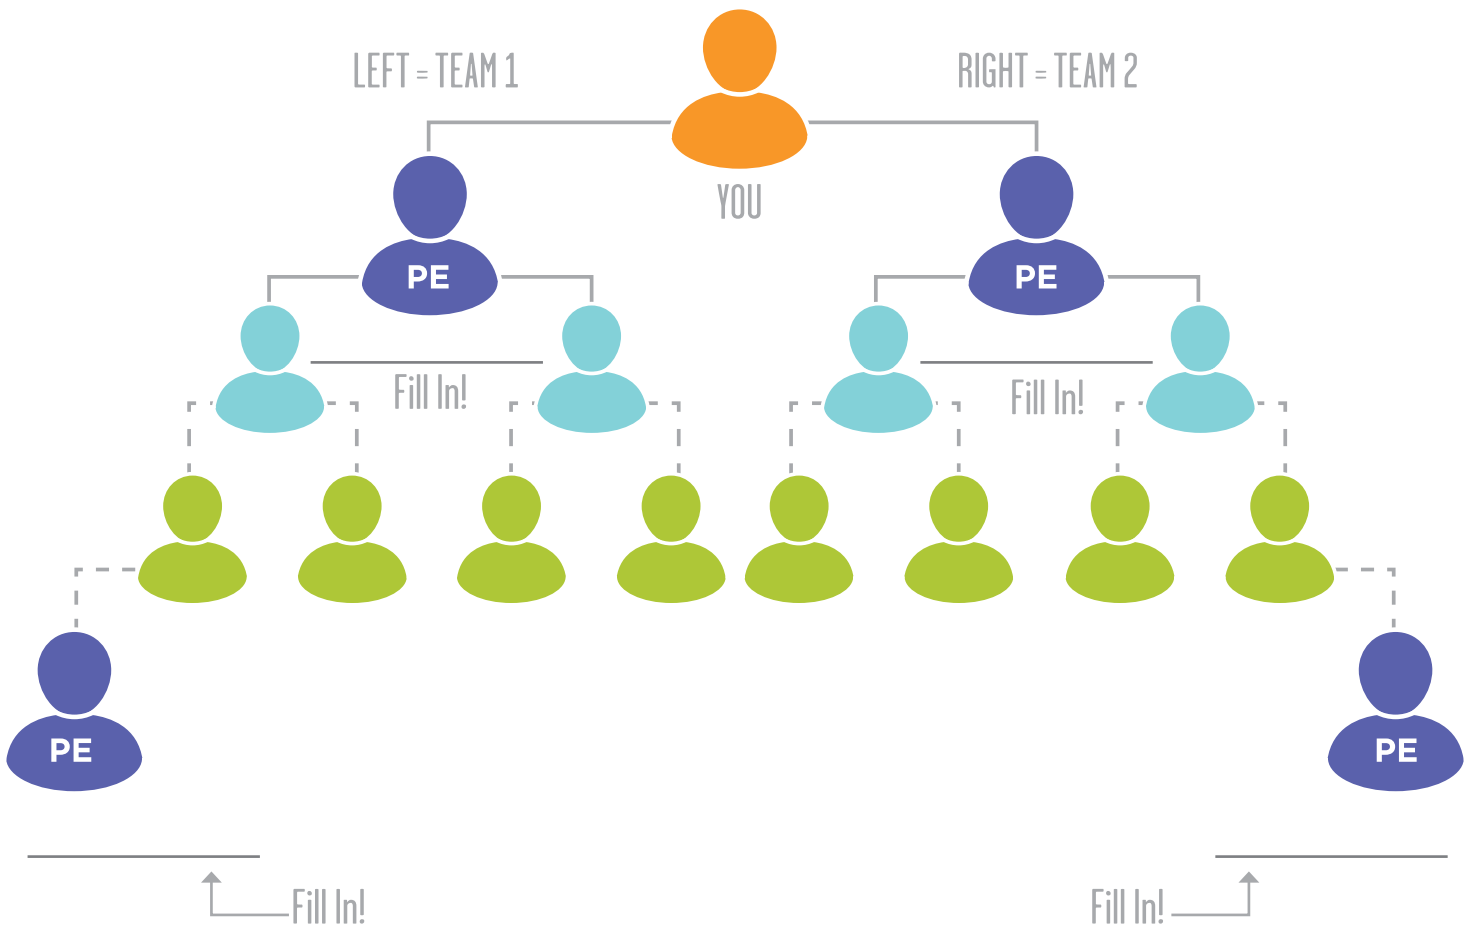 LEFT = TEAM 1
RIGHT = TEAM 2
YOU
PE
PE
Fill In!
Fill In!
PE
PE
Fill In!
Fill In!